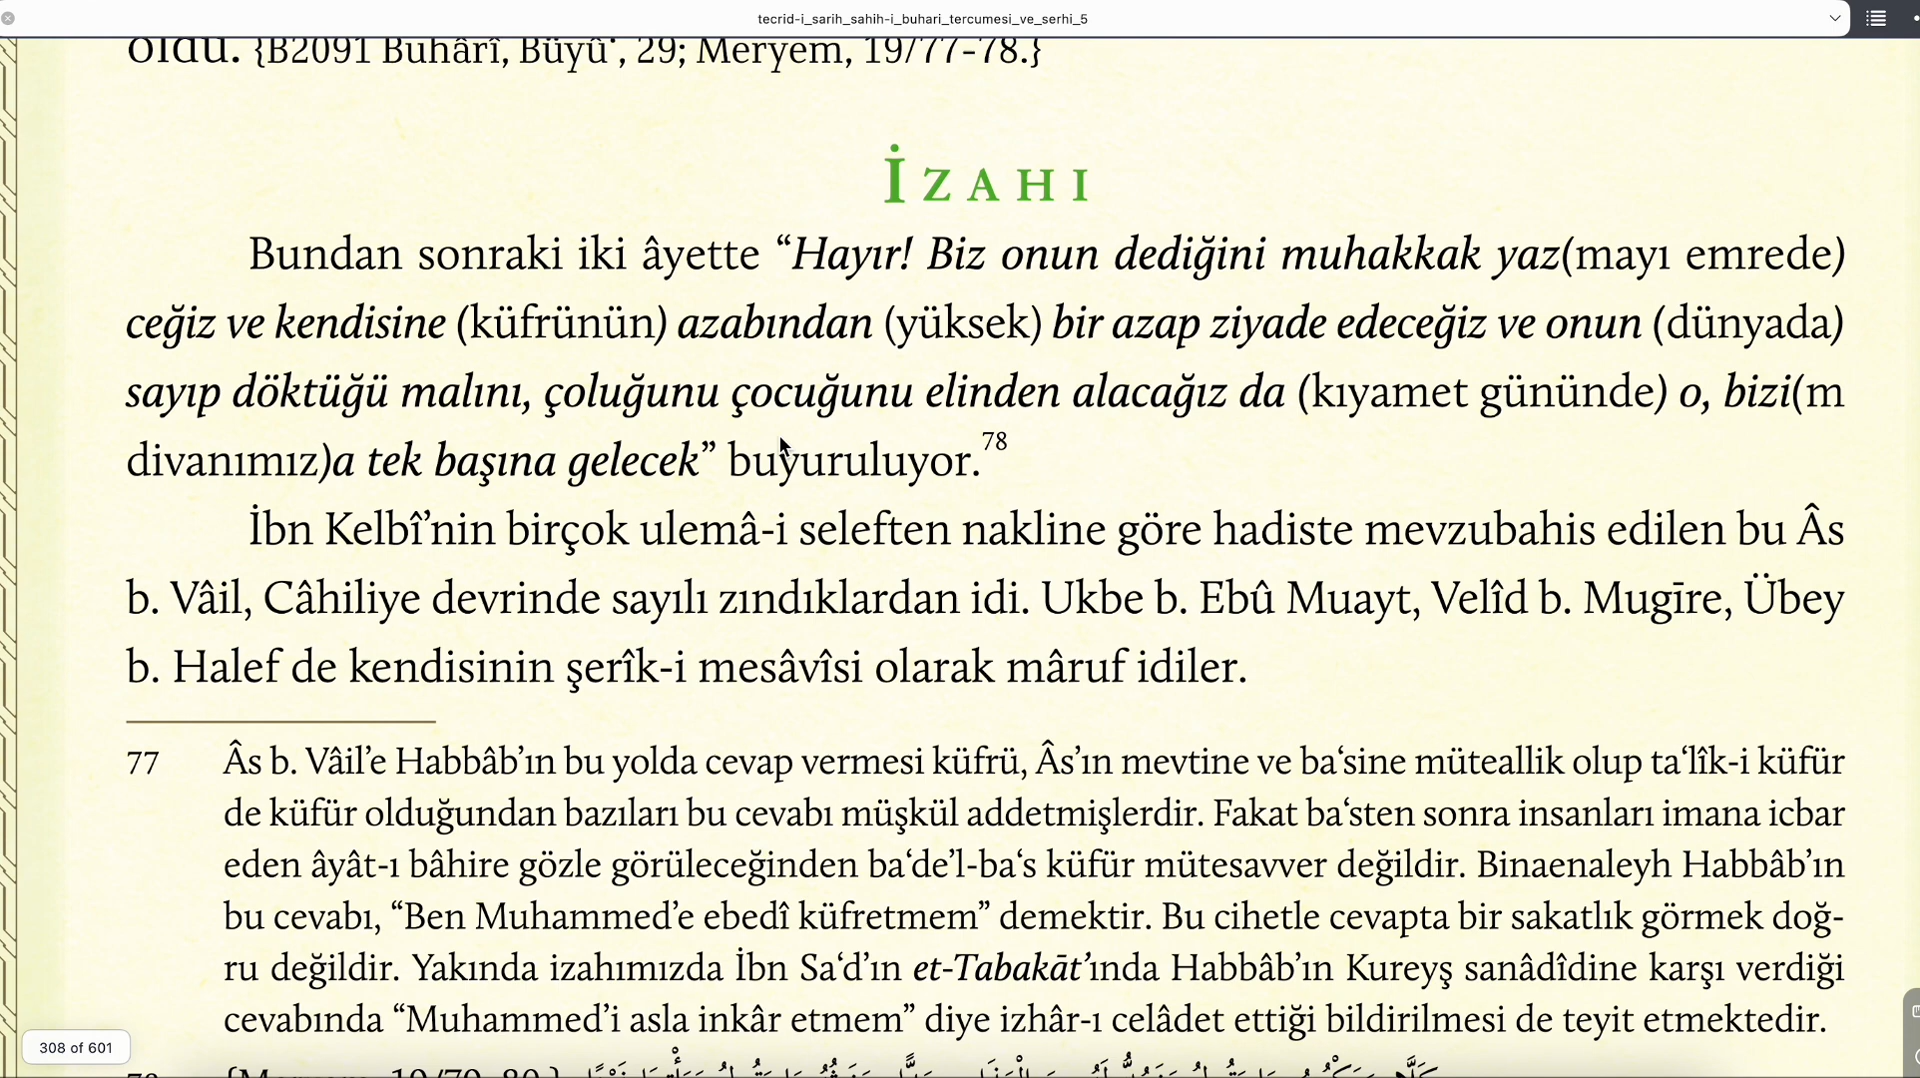 tecrid-i_sarih_sahih-i_buhari_tercumesi_ve_serhi_5
oldu. {B2091 Buhârî, Büyû‘, 29; Meryem, 19/77-78.}
İZAHI
Bundan sonraki iki âyette “Hayır! Biz onun dediğini muhakkak yaz(mayı emrede)
ceğiz ve kendisine (küfrünün) azabından (yüksek) bir azap ziyade edeceğiz ve onun (dünyada)
sayıp döktüğü malını, çoluğunu çocuğunu elinden alacağız da (kıyamet gününde) o, bizi(m
divanımız)a tek başına gelecek” buyuruluyor.78
İbn Kelbî’nin birçok ulemâ-i seleften nakline göre hadiste mevzubahis edilen bu Âs
b. Vâil, Câhiliye devrinde sayılı zındıklardan idi. Ukbe b. Ebû Muayt, Velîd b. Mugīre, Übey
b. Halef de kendisinin şerîk-i mesâvîsi olarak mâruf idiler.
77 Âs b. Vâil’e Habbâb’ın bu yolda cevap vermesi küfrü, Âs’ın mevtine ve ba‘sine müteallik olup ta‘lîk-i küfür
de küfür olduğundan bazıları bu cevabı müşkül addetmişlerdir. Fakat ba‘sten sonra insanları imana icbar
eden âyât-ı bâhire gözle görüleceğinden ba‘de’l-ba‘s küfür mütesavver değildir. Binaenaleyh Habbâb’ın
bu cevabı, “Ben Muhammed’e ebedî küfretmem” demektir. Bu cihetle cevapta bir sakatlık görmek doğ-
ru değildir. Yakında izahımızda İbn Sa‘d’ın et-Tabakāt’ında Habbâb’ın Kureyş sanâdîdine karşı verdiği
cevabında “Muhammed’i asla inkâr etmem” diye izhâr-ı celâdet ettiği bildirilmesi de teyit etmektedir.
308 of 601
78 {Meryem, 19/79-80.}